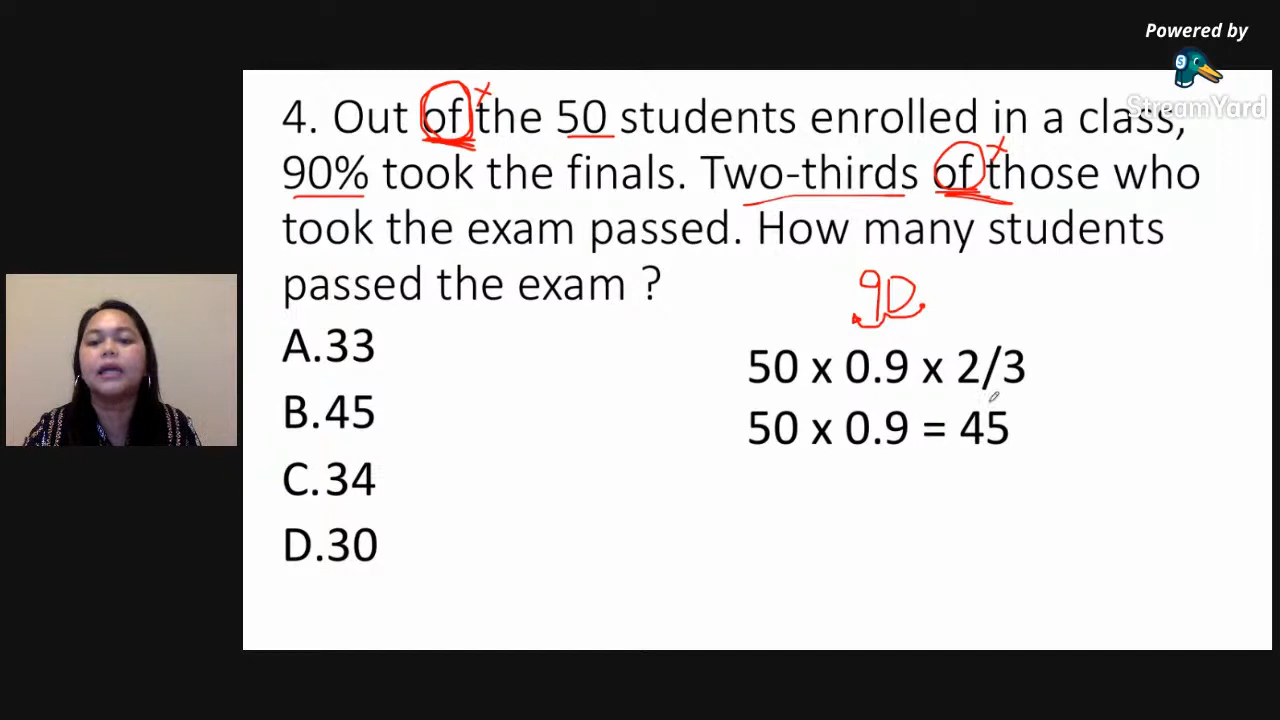 Powered by
StreamYard
4. Out of the 50 students enrolled in a class,
90% took the finals. Two-thirds of those who
took the exam passed. How many students
passed the exam ?
90
A.33
50 x 0.9 x 2/3
B.45
50 x 0.9 = 45
C.34
D.30